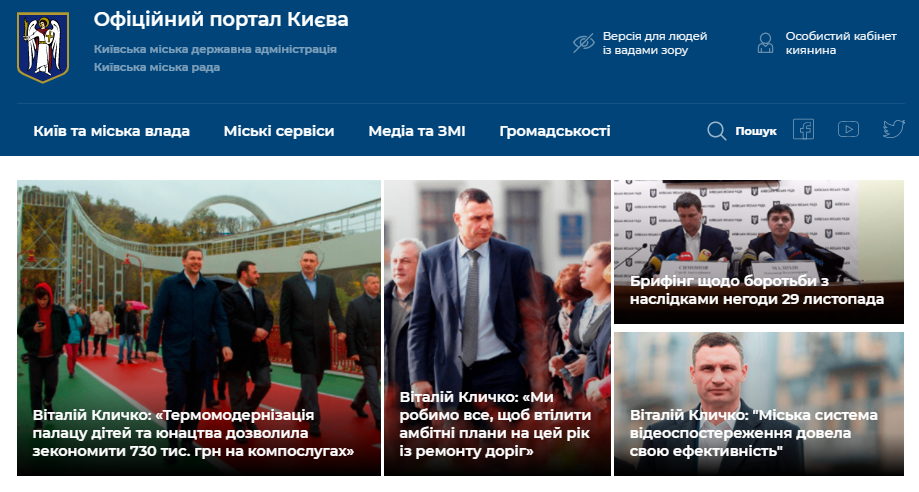 Офіційний портал Києва
Київська міська державна адміністрація
Київська міська рада
Версія для людей
із вадами зору
Особистий кабінет
киянина
Київ та міська влада
Міські сервіси
Медіа та ЗМІ
Громадськості
Пошук
Віталій Кличко: «Термомодернізація
палацу дітей та юнацтва дозволила
зекономити 730 тис. грн на компослугах»
Віталій Кличко: «Ми
робимо все, щоб втілити
амбітні плани на цей рік
із ремонту доріг»
Брифінг щодо боротьби з
наслідками негоди 29 листопада
Віталій Кличко: "Міська система
відеоспостереження довела
свою ефективність"